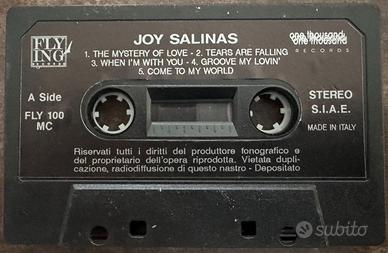 FLY
ING
RECORDS
JOY SALINAS
one thousand
one thousand
RECORDS
1. THE MYSTERY OF LOVE - 2. TEARS ARE FALLING
3. WHEN I'M WITH YOU - 4. GROOVE MY LOVIN'
5. COME TO MY WORLD
A Side
FLY 100
MC
STEREO
S.I.A.E.
MADE IN ITALY
Riservati tutti i diritti del produttore fonografico e
del proprietario dell'opera riprodotta. Vietata dupli-
cazione, radiodiffusione di questo nastro - Depositato
subito